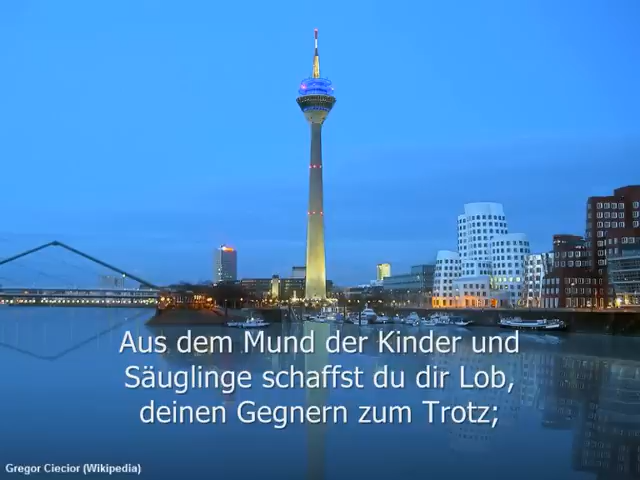 Aus dem Mund der Kinder und
Säuglinge schaffst du dir Lob,
deinen Gegnern zum Trotz;
Gregor Ciecior (Wikipedia)